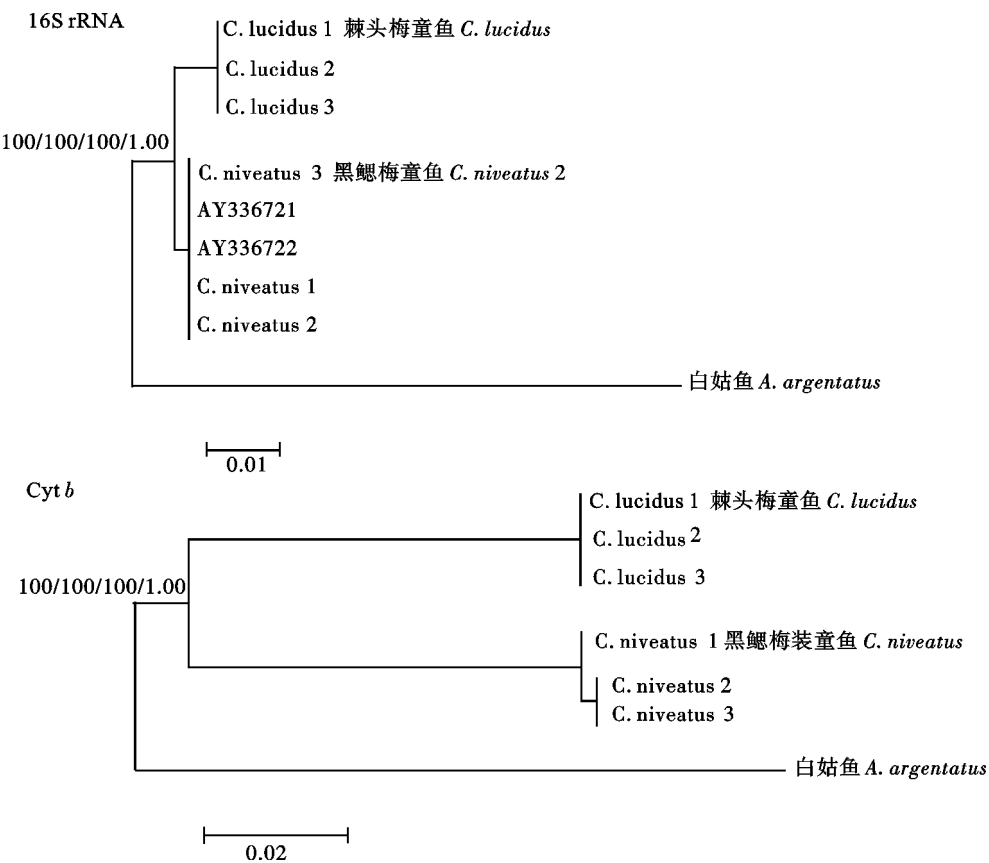 16S rRNA
C. lucidus 1 棘头梅童鱼 C. lucidus
C. lucidus 2
C. lucidus 3
100/100/100/1.00
C. niveatus 3 黑鳃梅童鱼 C. niveatus 2
AY336721
AY336722
C. niveatus 1
C. niveatus 2
白姑鱼 A. argentatus
0.01
Cyt b
C. lucidus 1 棘头梅童鱼 C. lucidus
C. lucidus 2
C. lucidus 3
100/100/100/1.00
C. niveatus 1 黑鳃梅装童鱼 C. niveatus
C. niveatus 2
C. niveatus 3
白姑鱼 A. argentatus
0.02